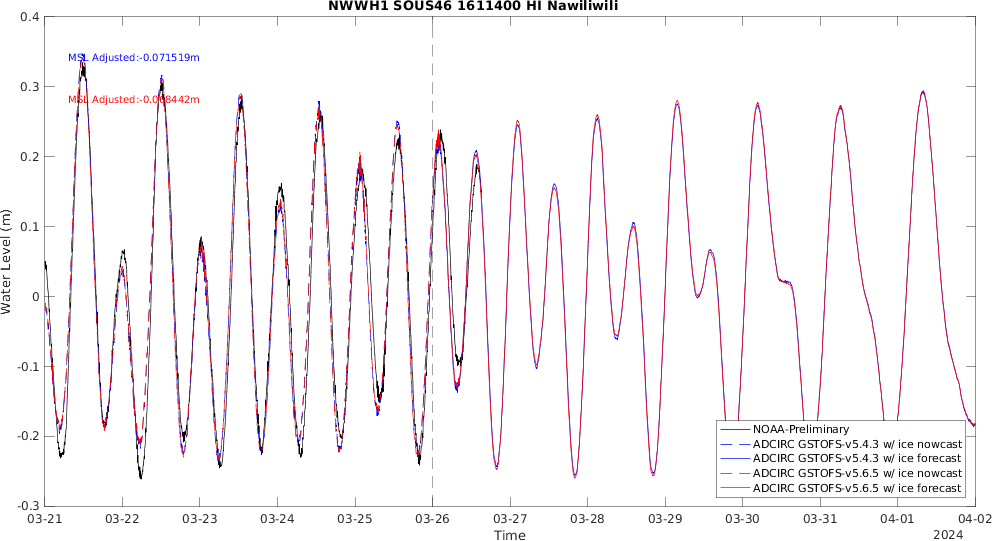 NWWH1 SOUS46 1611400 HI Nawiliwili
0.4
MSL Adjusted:-0.071519m
0.3
MSL Adjusted:-0.068442m
0.2
0.1
Water Level (m)
0
-0.1
-0.2
-0.3
NOAA-Preliminary
ADCIRC GSTOFS-v5.4.3 w/ ice nowcast
ADCIRC GSTOFS-v5.4.3 w/ ice forecast
ADCIRC GSTOFS-v5.6.5 w/ ice nowcast
ADCIRC GSTOFS-v5.6.5 w/ ice forecast
03-21 03-22 03-23 03-24 03-25 03-26 03-27 03-28 03-29 03-30 03-31 04-01 04-02
Time
2024